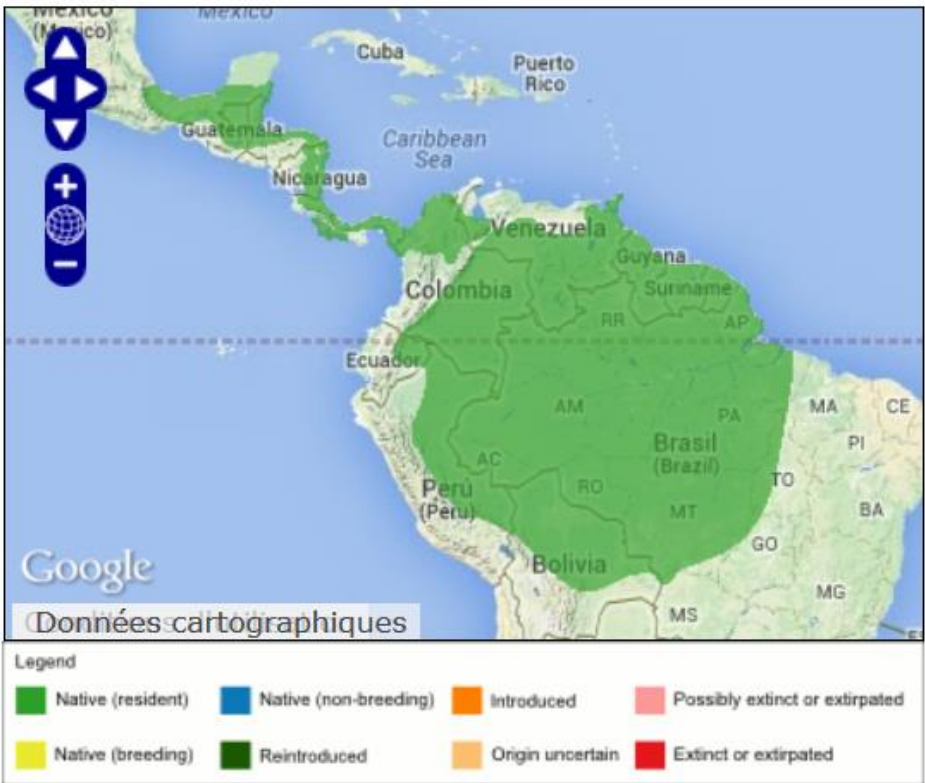 México
México
(México)
Cuba
Puerto
Rico
Guatemala
Caribbean
Sea
Nicaragua
Venezuela
Guyana
Colombia
Suriname
RR
AP
Ecuador
AM
PA
MA
CE
Brasil
(Brazil)
PI
AC
TO
Perú
(Peru)
RO
MT
BA
GO
Bolivia
MG
MS
Google
Données cartographiques
Legend
Native (resident) Native (non-breeding) Introduced Possibly extinct or extirpated
Native (breeding) Reintroduced Origin uncertain Extinct or extirpated